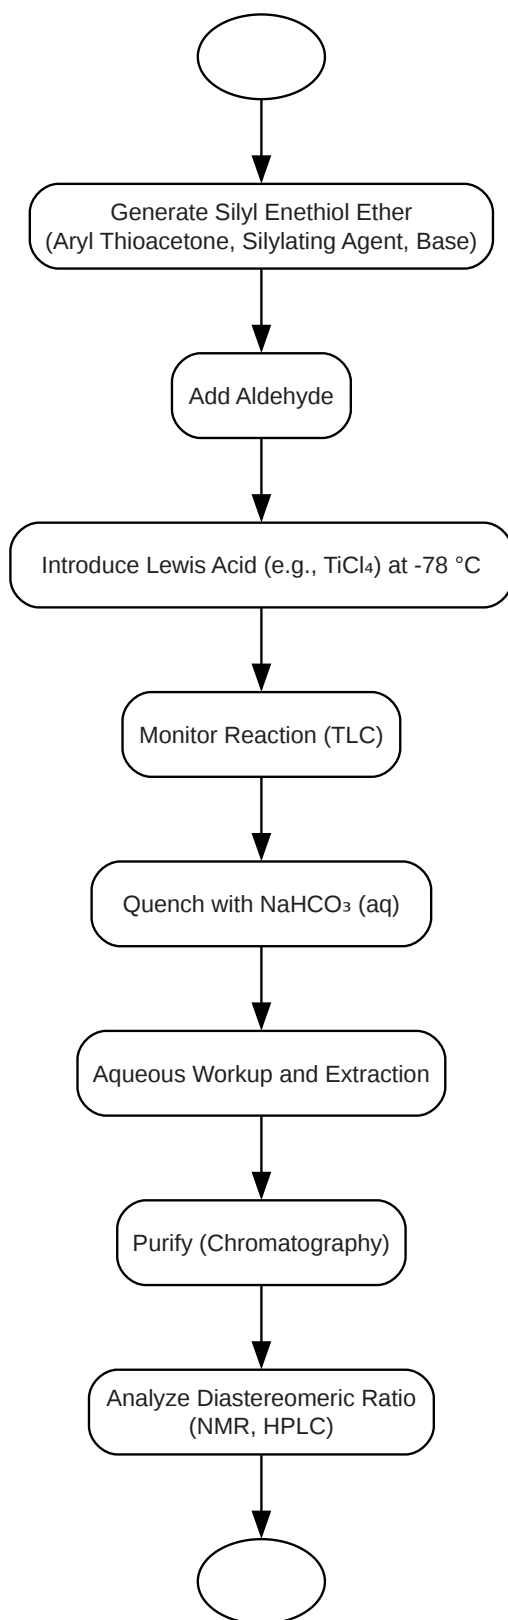 Generate Silyl Enethiol Ether
(Aryl Thioacetone, Silylating Agent, Base)
Add Aldehyde
Introduce Lewis Acid (e.g., TiCl₄) at -78 °C
Monitor Reaction (TLC)
Quench with NaHCO₃ (aq)
Aqueous Workup and Extraction
Purify (Chromatography)
Analyze Diastereomeric Ratio
(NMR, HPLC)